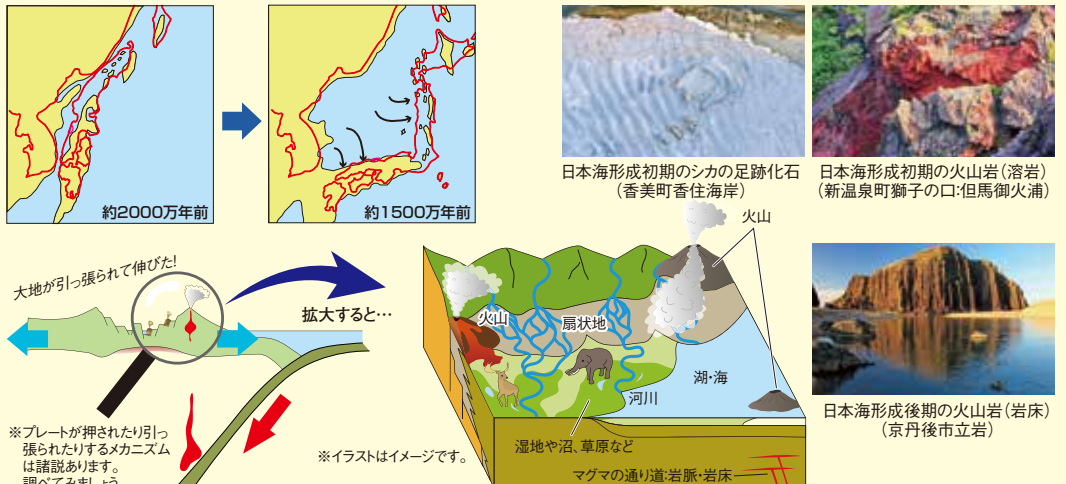 約2000万年前
約1500万年前
日本海形成初期のシカの足跡化石
(香美町香住海岸)
日本海形成初期の火山岩(溶岩)
(新温泉町獅子の口:但馬御火浦)
大地が引っ張られて伸びた!
拡大すると…
※プレートが押されたり引っ
張られたりするメカニズム
は諸説あります。
調べてみましょう
※イラストはイメージです。
火山
火山
扇状地
湖・海
河川
湿地や沼、草原など
マグマの通り道:岩脈・岩床
日本海形成後期の火山岩(岩床)
(京丹後市立岩)